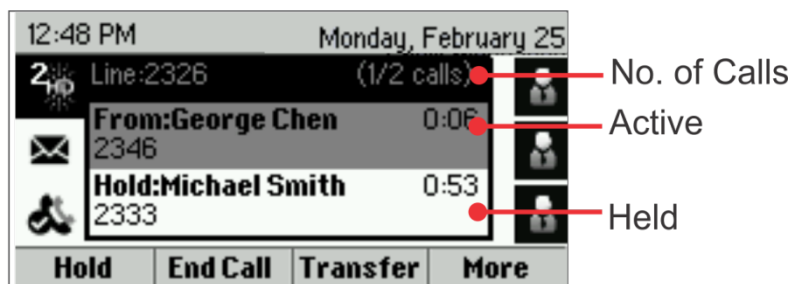 12:48 PM Monday, February 25
2 HD Line:2326 (1/2 calls) No. of Calls
From:George Chen 0:06 Active
2346
Hold:Michael Smith 0:53
2333 Held
Hold End Call Transfer More